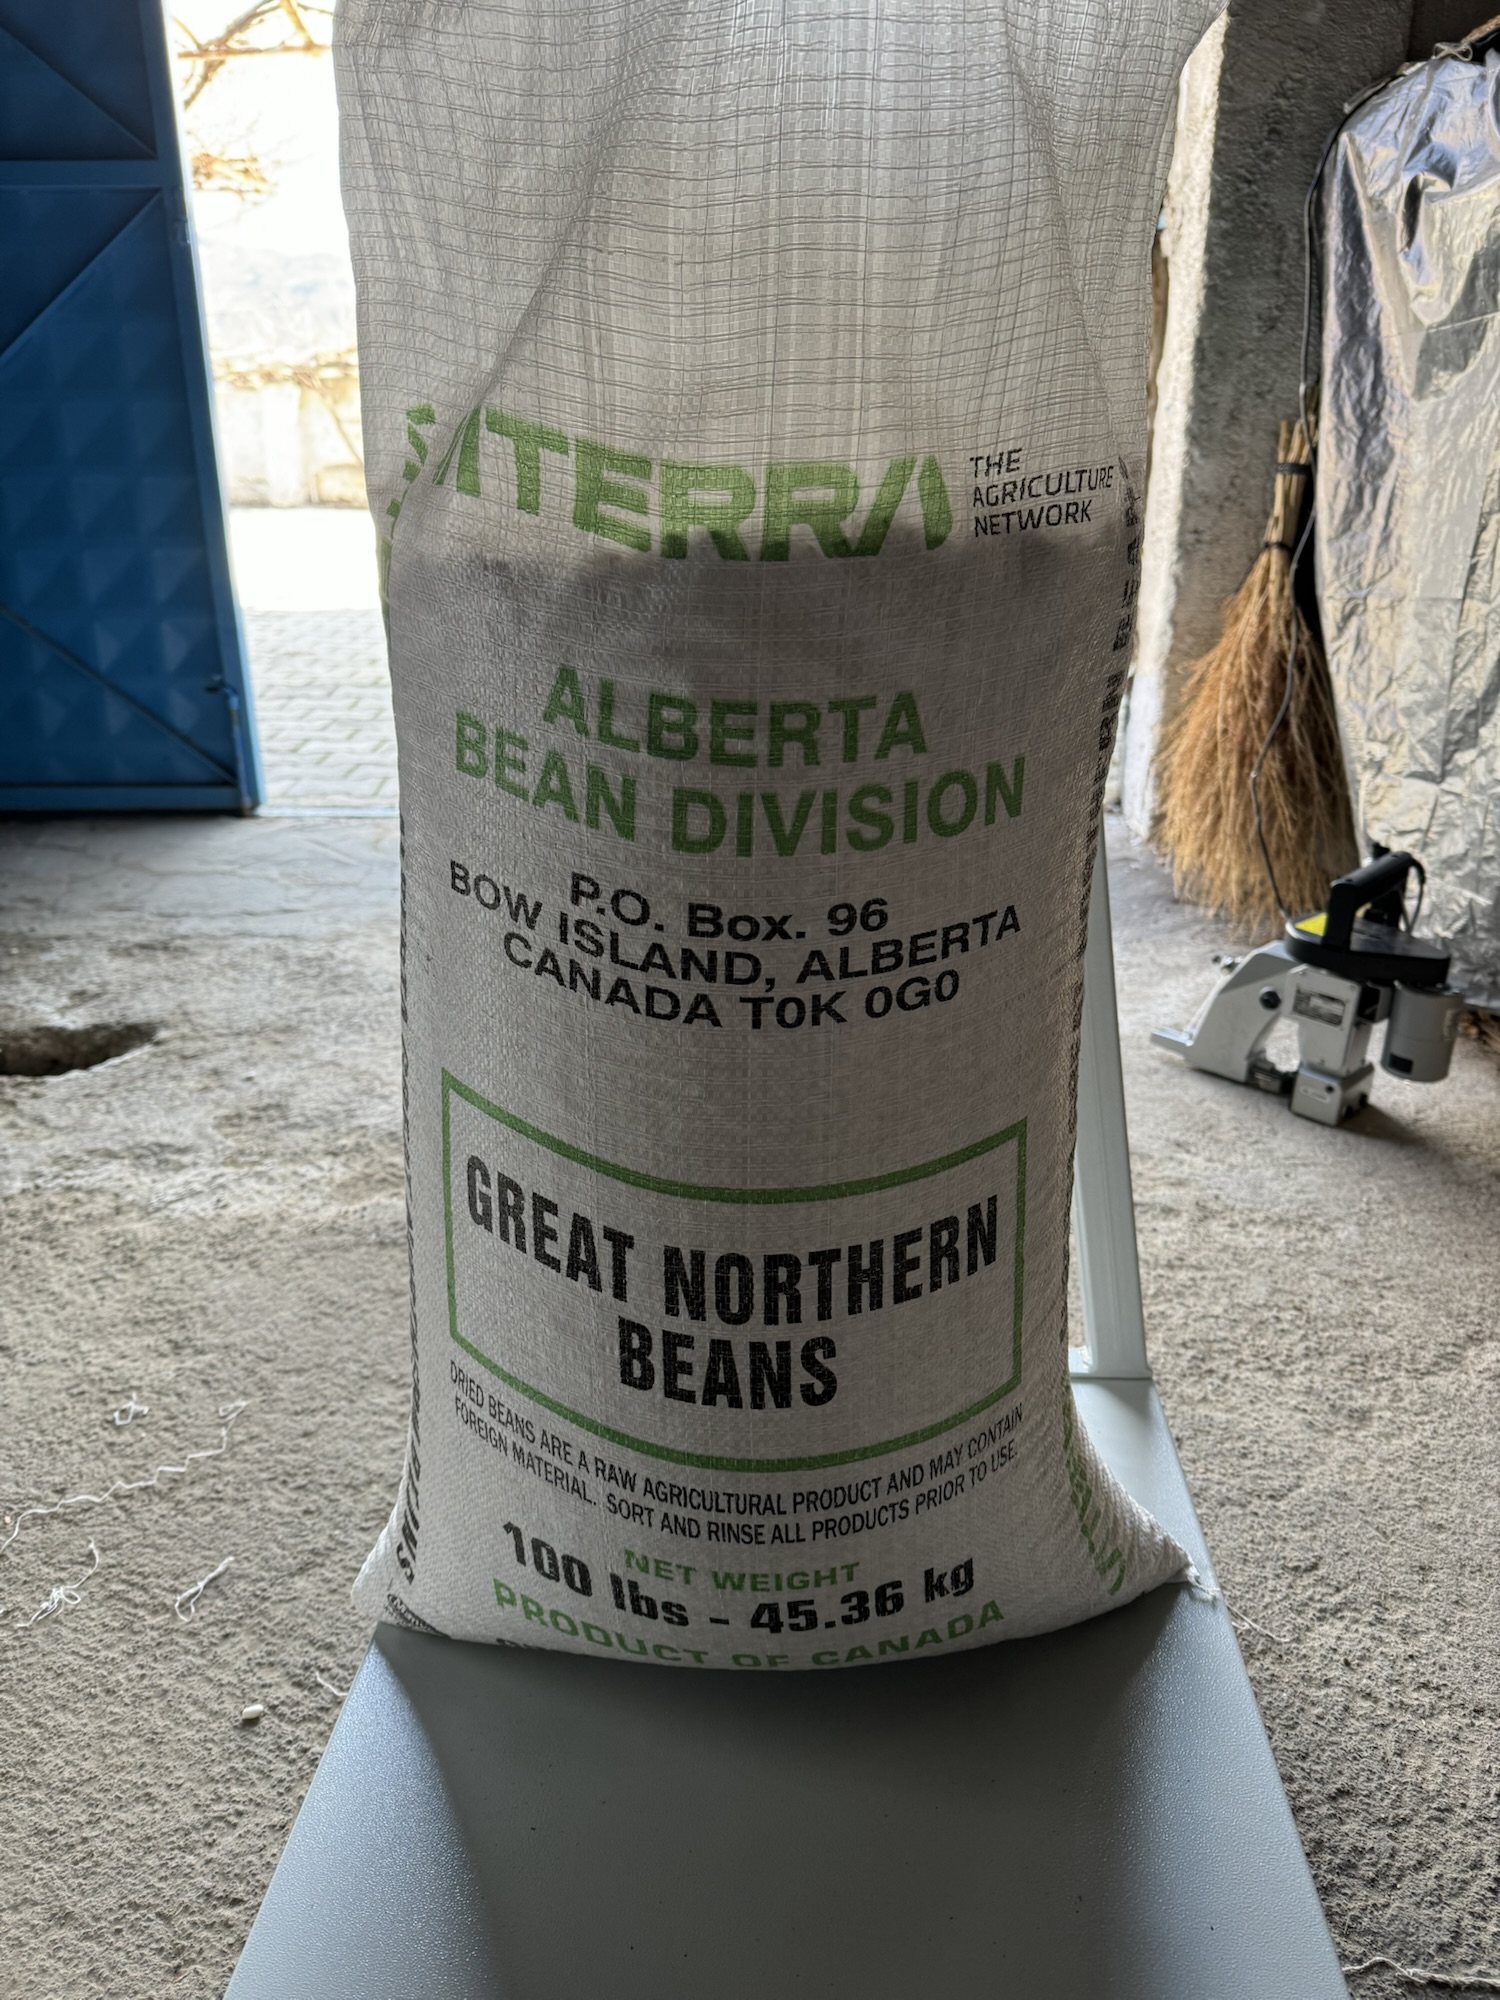 ITERRA
THE
AGRICULTURE
NETWORK
ALBERTA
BEAN DIVISION
P.O. Box. 96
BOW ISLAND, ALBERTA
CANADA T0K 0G0
GREAT NORTHERN
BEANS
DRIED BEANS ARE A RAW AGRICULTURAL PRODUCT AND MAY CONTAIN
FOREIGN MATERIAL. SORT AND RINSE ALL PRODUCTS PRIOR TO USE.
NET WEIGHT
100 lbs - 45.36 kg
PRODUCT OF CANADA